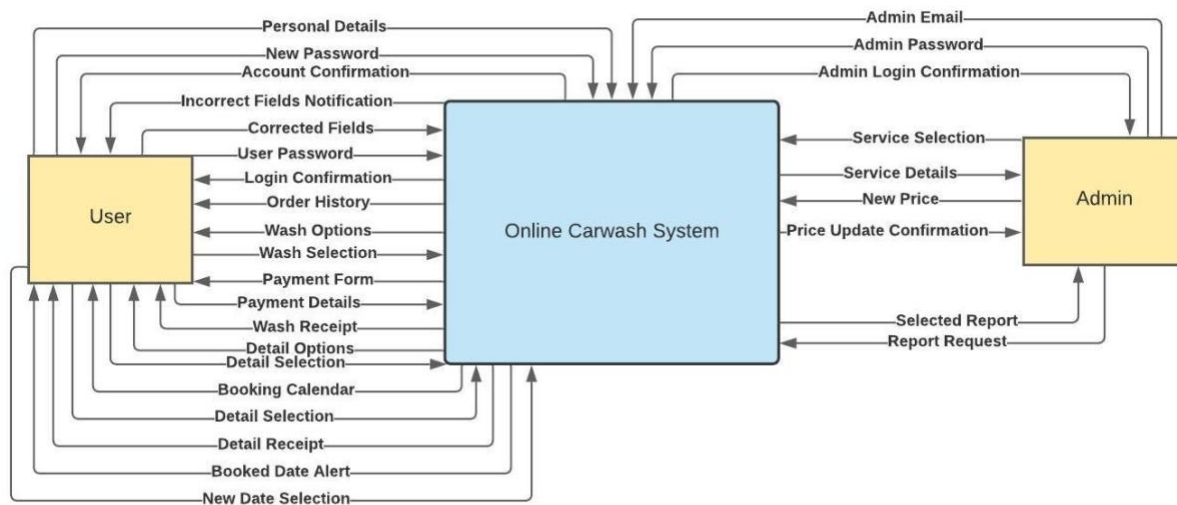 Personal Details
New Password
Account Confirmation
Incorrect Fields Notification
Corrected Fields
User Password
Login Confirmation
Order History
Wash Options
Wash Selection
Payment Form
Payment Details
Wash Receipt
Detail Options
Detail Selection
Booking Calendar
Detail Selection
Detail Receipt
Booked Date Alert
New Date Selection
User
Online Carwash System
Admin Email
Admin Password
Admin Login Confirmation
Service Selection
Service Details
New Price
Price Update Confirmation
Selected Report
Report Request
Admin